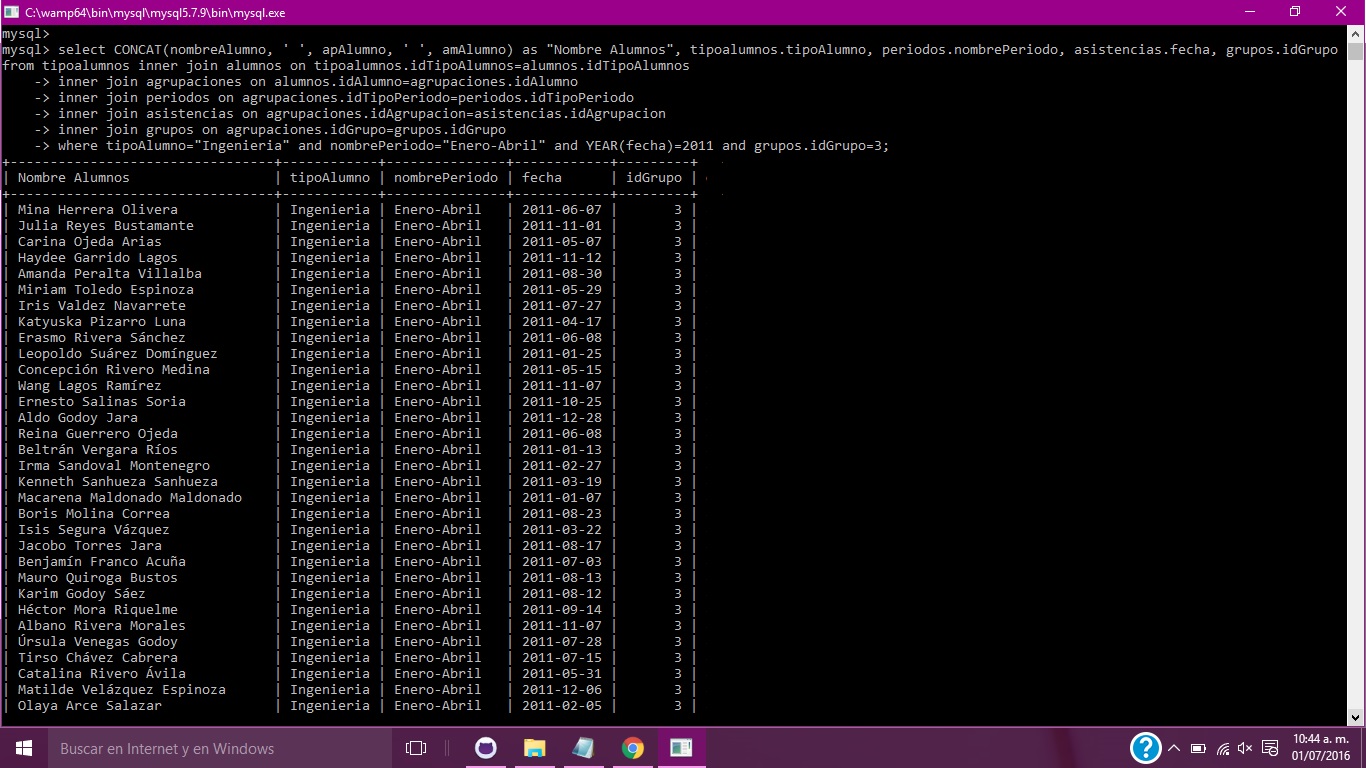 C:\wamp64\bin\mysql\mysql5.7.9\bin\mysql.exe
mysql>
mysql> select CONCAT(nombreAlumno, ' ', apAlumno, ' ', amAlumno) as "Nombre Alumnos", tipoalumnos.tipoAlumno, periodos.nombrePeriodo, asistencias.fecha, grupos.idGrupo
from tipoalumnos inner join alumnos on tipoalumnos.idTipoAlumnos=alumnos.idTipoAlumnos
-> inner join agrupaciones on alumnos.idAlumno=agrupaciones.idAlumno
-> inner join periodos on agrupaciones.idTipoPeriodo=periodos.idTipoPeriodo
-> inner join asistencias on agrupaciones.idAgrupacion=asistencias.idAgrupacion
-> inner join grupos on agrupaciones.idGrupo=grupos.idGrupo
-> where tipoAlumno="Ingenieria" and nombrePeriodo="Enero-Abril" and YEAR(fecha)=2011 and grupos.idGrupo=3;
+---------------------------------+------------+---------------+------------+---------+
| Nombre Alumnos | tipoAlumno | nombrePeriodo | fecha | idGrupo |
+---------------------------------+------------+---------------+------------+---------+
| Mina Herrera Olivera | Ingenieria | Enero-Abril | 2011-06-07 | 3 |
| Julia Reyes Bustamante | Ingenieria | Enero-Abril | 2011-11-01 | 3 |
| Carina Ojeda Arias | Ingenieria | Enero-Abril | 2011-05-07 | 3 |
| Haydee Garrido Lagos | Ingenieria | Enero-Abril | 2011-11-12 | 3 |
| Amanda Peralta Villalba | Ingenieria | Enero-Abril | 2011-08-30 | 3 |
| Miriam Toledo Espinoza | Ingenieria | Enero-Abril | 2011-05-29 | 3 |
| Iris Valdez Navarrete | Ingenieria | Enero-Abril | 2011-07-27 | 3 |
| Katyuska Pizarro Luna | Ingenieria | Enero-Abril | 2011-04-17 | 3 |
| Erasmo Rivera Sánchez | Ingenieria | Enero-Abril | 2011-06-08 | 3 |
| Leopoldo Suárez Domínguez | Ingenieria | Enero-Abril | 2011-01-25 | 3 |
| Concepción Rivero Medina | Ingenieria | Enero-Abril | 2011-05-15 | 3 |
| Wang Lagos Ramírez | Ingenieria | Enero-Abril | 2011-11-07 | 3 |
| Ernesto Salinas Soria | Ingenieria | Enero-Abril | 2011-10-25 | 3 |
| Aldo Godoy Jara | Ingenieria | Enero-Abril | 2011-12-28 | 3 |
| Reina Guerrero Ojeda | Ingenieria | Enero-Abril | 2011-06-08 | 3 |
| Beltrán Vergara Ríos | Ingenieria | Enero-Abril | 2011-01-13 | 3 |
| Irma Sandoval Montenegro | Ingenieria | Enero-Abril | 2011-02-27 | 3 |
| Kenneth Sanhueza Sanhueza | Ingenieria | Enero-Abril | 2011-03-19 | 3 |
| Macarena Maldonado Maldonado | Ingenieria | Enero-Abril | 2011-01-07 | 3 |
| Boris Molina Correa | Ingenieria | Enero-Abril | 2011-08-23 | 3 |
| Isis Segura Vázquez | Ingenieria | Enero-Abril | 2011-03-22 | 3 |
| Jacobo Torres Jara | Ingenieria | Enero-Abril | 2011-08-17 | 3 |
| Benjamín Franco Acuña | Ingenieria | Enero-Abril | 2011-07-03 | 3 |
| Mauro Quiroga Bustos | Ingenieria | Enero-Abril | 2011-08-13 | 3 |
| Karim Godoy Sáez | Ingenieria | Enero-Abril | 2011-08-12 | 3 |
| Héctor Mora Riquelme | Ingenieria | Enero-Abril | 2011-09-14 | 3 |
| Albano Rivera Morales | Ingenieria | Enero-Abril | 2011-11-07 | 3 |
| Úrsula Venegas Godoy | Ingenieria | Enero-Abril | 2011-07-28 | 3 |
| Tirso Chávez Cabrera | Ingenieria | Enero-Abril | 2011-07-15 | 3 |
| Catalina Rivero Ávila | Ingenieria | Enero-Abril | 2011-05-31 | 3 |
| Matilde Velázquez Espinoza | Ingenieria | Enero-Abril | 2011-12-06 | 3 |
| Olaya Arce Salazar | Ingenieria | Enero-Abril | 2011-02-05 | 3 |
Buscar en Internet y en Windows
10:44 a. m.
01/07/2016